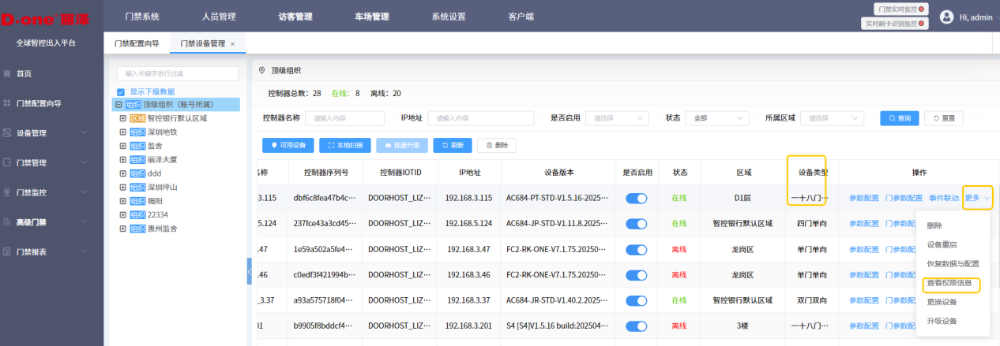 D-one 丽泽
全球智控出入平台
首页
门禁配置向导
设备管理
门禁管理
门禁监控
高级门禁
门禁报表
门禁系统 人员管理 访客管理 车场管理 系统设置 客户端
门禁实时监控
实时刷卡识别监控
Hi, admin
门禁配置向导 门禁设备管理 ×
输入关键字进行过滤
显示下级数据
组织 顶级组织（账号所属）
区域 智控银行默认区域
组织 深圳地铁
组织 监舍
组织 丽泽大厦
组织 ddd
组织 深圳坪山
组织 揭阳
组织 22334
组织 惠州监舍
顶级组织
控制器总数：28 在线： 8 离线：20
控制器名称 请输入内容 IP地址 请输入内容 是否启用 请选择 状态 全部 所属区域 请选择 查询 重置
可用设备 本地扫描 批量升级 刷新 删除
名称 控制器序列号 控制器IOTID IP地址 设备版本 是否启用 状态 区域 设备类型 操作
3.115 dbf6c8fea47b4c··· DOORHOST_LIZ··· 192.168.3.115 AC684-PT-STD-V1.5.16-2025··· 在线 D1层 一十八门··· 参数配置 门参数配置 事件联动 更多
5.124 237fce43a3cd45··· DOORHOST_LIZ··· 192.168.5.124 AC684-JP-STD-V1.11.8.2025··· 在线 智控银行默认区域 四门单向 参数配置 门参数配
.47 1e59a502a5fe4··· DOORHOST_LIZ··· 192.168.3.47 FC2-RK-ONE-V7.1.75.20250··· 离线 龙岗区 单门单向 参数配置 门参数配
.46 c0edf3f421994b··· DOORHOST_LIZ··· 192.168.3.46 FC2-RK-ONE-V7.1.75.20250··· 离线 龙岗区 单门单向 参数配置 门参数配
_3.37 a93a575718f04··· DOORHOST_LIZ··· 192.168.3.37 AC684-JR-STD-V1.40.2.2025··· 在线 智控银行默认区域 双门双向 参数配置 门参数配
01 b9905f8bddcf4··· DOORHOST_LIZ··· 192.168.3.201 S4 [S4]V1.5.16 build:202504··· 离线 3楼 一十八门··· 参数配置 门参数配
删除
设备重启
恢复数据与配置
查看权限信息
更换设备
升级设备